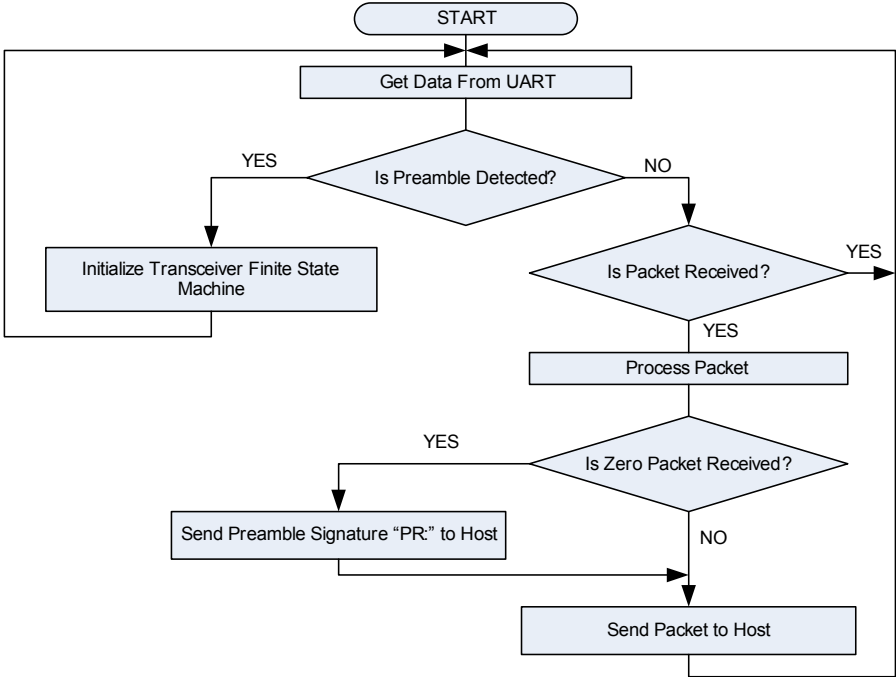 START
Get Data From UART
YES
Is Preamble Detected?
NO
Initialize Transceiver Finite State
Machine
Is Packet Received?
YES
YES
Process Packet
YES
Is Zero Packet Received?
Send Preamble Signature “PR:” to Host
NO
Send Packet to Host